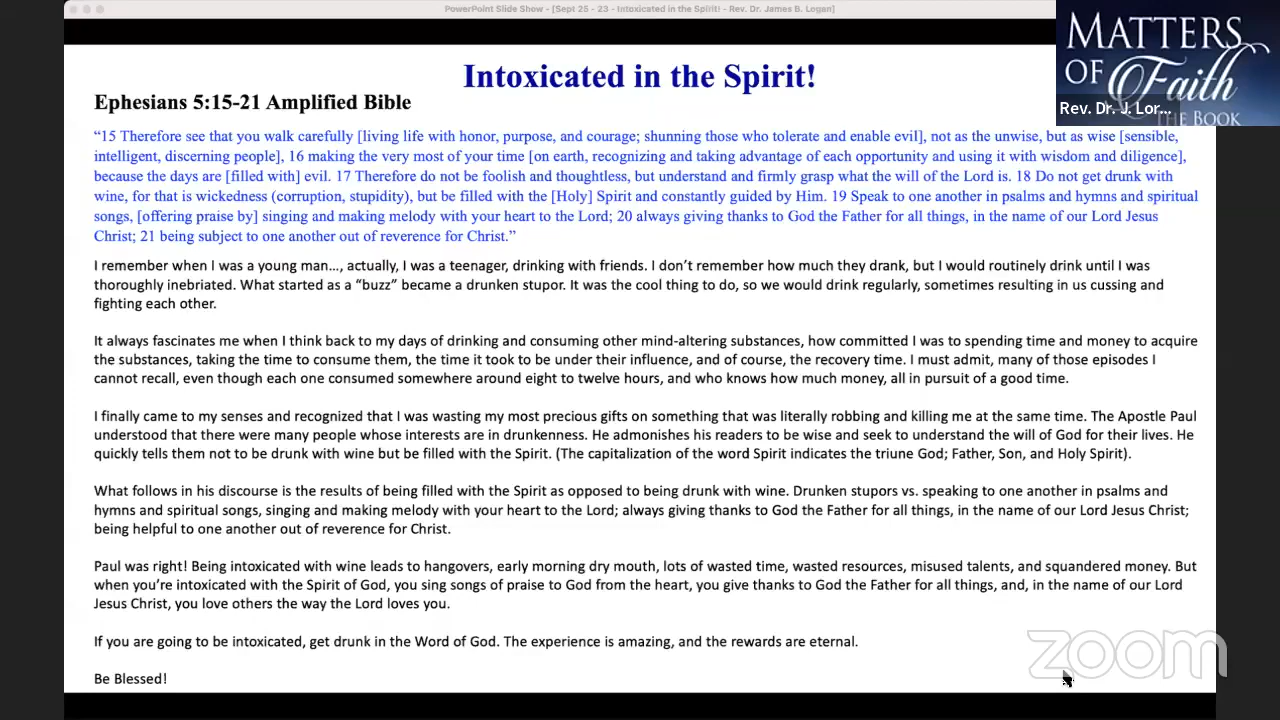 PowerPoint Slide Show - [Sept 25 - 23 - Intoxicated in the Spirit! - Rev. Dr. James B. Logan]
MATTERS
OF Faith
THE BOOK
Rev. Dr. J. Lor...
Intoxicated in the Spirit!
Ephesians 5:15-21 Amplified Bible
“15 Therefore see that you walk carefully [living life with honor, purpose, and courage; shunning those who tolerate and enable evil], not as the unwise, but as wise [sensible,
intelligent, discerning people], 16 making the very most of your time [on earth, recognizing and taking advantage of each opportunity and using it with wisdom and diligence],
because the days are [filled with] evil. 17 Therefore do not be foolish and thoughtless, but understand and firmly grasp what the will of the Lord is. 18 Do not get drunk with
wine, for that is wickedness (corruption, stupidity), but be filled with the [Holy] Spirit and constantly guided by Him. 19 Speak to one another in psalms and hymns and spiritual
songs, [offering praise by] singing and making melody with your heart to the Lord; 20 always giving thanks to God the Father for all things, in the name of our Lord Jesus
Christ; 21 being subject to one another out of reverence for Christ.”
I remember when I was a young man…, actually, I was a teenager, drinking with friends. I don’t remember how much they drank, but I would routinely drink until I was
thoroughly inebriated. What started as a “buzz” became a drunken stupor. It was the cool thing to do, so we would drink regularly, sometimes resulting in us cussing and
fighting each other.
It always fascinates me when I think back to my days of drinking and consuming other mind-altering substances, how committed I was to spending time and money to acquire
the substances, taking the time to consume them, the time it took to be under their influence, and of course, the recovery time. I must admit, many of those episodes I
cannot recall, even though each one consumed somewhere around eight to twelve hours, and who knows how much money, all in pursuit of a good time.
I finally came to my senses and recognized that I was wasting my most precious gifts on something that was literally robbing and killing me at the same time. The Apostle Paul
understood that there were many people whose interests are in drunkenness. He admonishes his readers to be wise and seek to understand the will of God for their lives. He
quickly tells them not to be drunk with wine but be filled with the Spirit. (The capitalization of the word Spirit indicates the triune God; Father, Son, and Holy Spirit).
What follows in his discourse is the results of being filled with the Spirit as opposed to being drunk with wine. Drunken stupors vs. speaking to one another in psalms and
hymns and spiritual songs, singing and making melody with your heart to the Lord; always giving thanks to God the Father for all things, in the name of our Lord Jesus Christ;
being helpful to one another out of reverence for Christ.
Paul was right! Being intoxicated with wine leads to hangovers, early morning dry mouth, lots of wasted time, wasted resources, misused talents, and squandered money. But
when you’re intoxicated with the Spirit of God, you sing songs of praise to God from the heart, you give thanks to God the Father for all things, and, in the name of our Lord
Jesus Christ, you love others the way the Lord loves you.
If you are going to be intoxicated, get drunk in the Word of God. The experience is amazing, and the rewards are eternal.
Be Blessed!
zoom